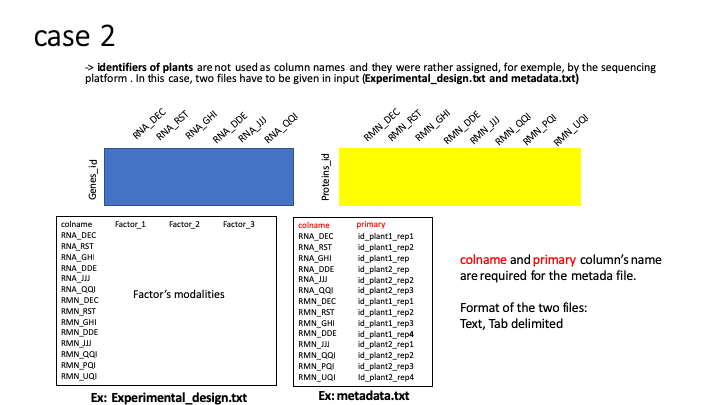 case 2
-> identifiers of plants are not used as column names and they were rather assigned, for exemple, by the sequencing
platform . In this case, two files have to be given in input (Experimental_design.txt and metadata.txt)
RNA_DEC
RNA_RST
RNA_GHI
RNA_DDE
RNA_JJJ
RNA_QQI
RMN_DEC
RMN_RST
RMN_GHI
RMN_DDE
RMN_JJJ
RMN_QQI
RMN_PQI
RMN_UQI
Genes_id
Proteins_id
colname Factor_1 Factor_2 Factor_3
RNA_DEC
RNA_RST
RNA_GHI
RNA_DDE
RNA_JJJ
RNA_QQI
RMN_DEC
RMN_RST
RMN_GHI
RMN_DDE
RMN_JJJ
RMN_QQI
RMN_PQI
RMN_UQI
Factor's modalities
Ex: Experimental_design.txt
colname primary
RNA_DEC id_plant1_rep1
RNA_RST id_plant1_rep2
RNA_GHI id_plant1_rep
RNA_DDE id_plant2_rep
RNA_JJJ id_plant2_rep2
RNA_QQI id_plant2_rep3
RMN_DEC id_plant1_rep1
RMN_RST id_plant1_rep2
RMN_GHI id_plant1_rep3
RMN_DDE id_plant1_rep4
RMN_JJJ id_plant2_rep1
RMN_QQI id_plant2_rep2
RMN_PQI id_plant2_rep3
RMN_UQI id_plant2_rep4
Ex: metadata.txt
colname and primary column's name
are required for the metada file.
Format of the two files:
Text, Tab delimited